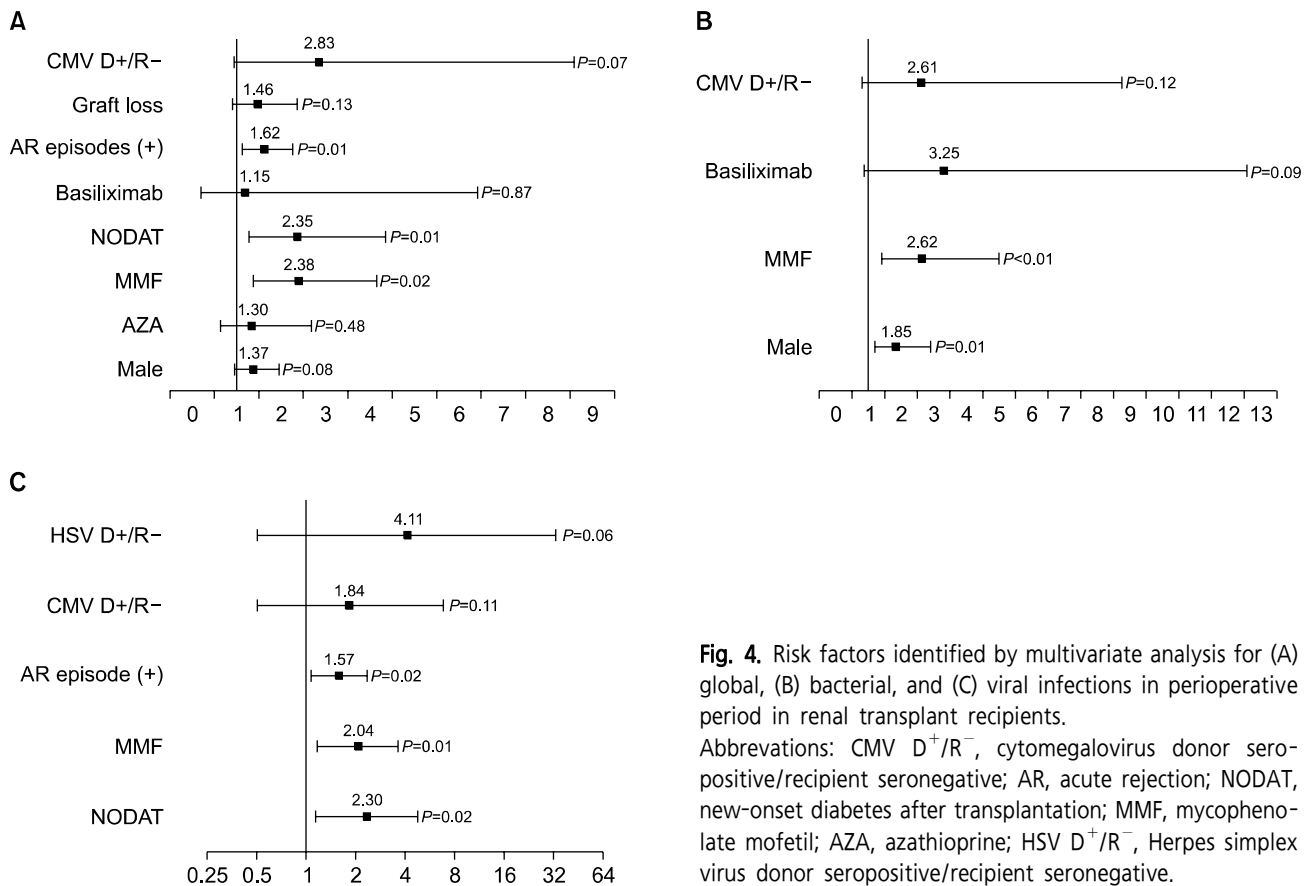 A
CMV D+/R−
2.83
P=0.07
Graft loss
1.46
P=0.13
AR episodes (+)
1.62
P=0.01
Basiliximab
1.15
P=0.87
NODAT
2.35
P=0.01
MMF
2.38
P=0.02
AZA
1.30
P=0.48
Male
1.37
P=0.08
0 1 2 3 4 5 6 7 8 9
B
CMV D+/R−
2.61
P=0.12
Basiliximab
3.25
P=0.09
MMF
2.62
P<0.01
Male
1.85
P=0.01
0 1 2 3 4 5 6 7 8 9 10 11 12 13
C
HSV D+/R−
4.11
P=0.06
CMV D+/R−
1.84
P=0.11
AR episode (+)
1.57
P=0.02
MMF
2.04
P=0.01
NODAT
2.30
P=0.02
0.25 0.5 1 2 4 8 16 32 64
Fig. 4. Risk factors identified by multivariate analysis for (A)
global, (B) bacterial, and (C) viral infections in perioperative
period in renal transplant recipients.
Abbrevations: CMV D⁺/R⁻, cytomegalovirus donor sero-
positive/recipient seronegative; AR, acute rejection; NODAT,
new-onset diabetes after transplantation; MMF, mycopheno-
late mofetil; AZA, azathioprine; HSV D⁺/R⁻, Herpes simplex
virus donor seropositive/recipient seronegative.